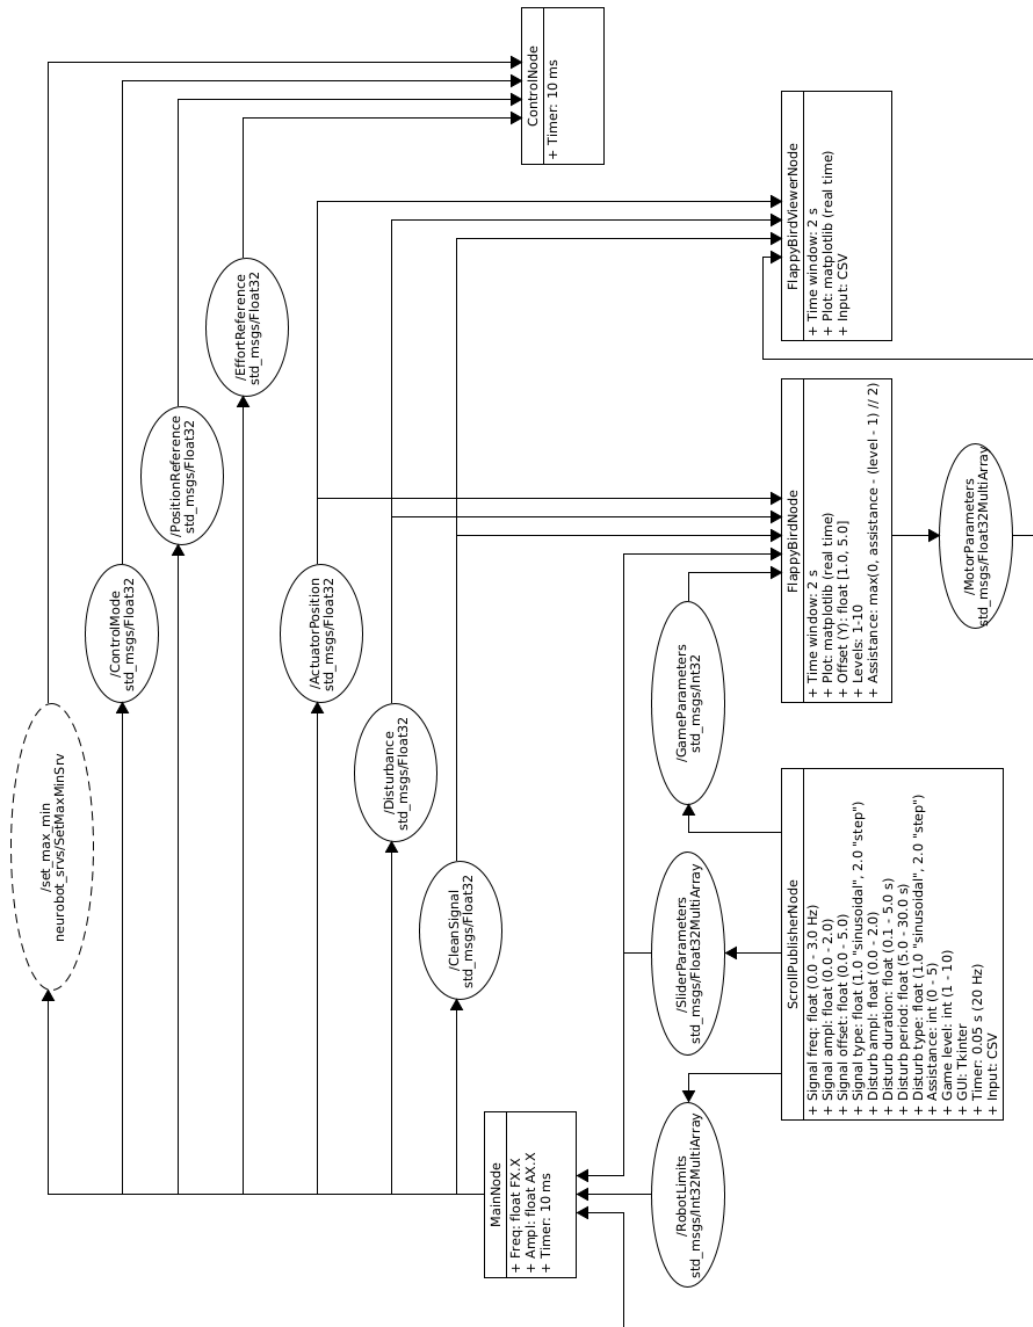 /set_max_min
neurobot_srvs/SetMaxMinSrv
/ControlMode
std_msgs/Float32
/PositionReference
std_msgs/Float32
/EffortReference
std_msgs/Float32
/ActuatorPosition
std_msgs/Float32
/Disturbance
std_msgs/Float32
/CleanSignal
std_msgs/Float32
MainNode
+ Freq: float FX.X
+ Ampl: float AX.X
+ Timer: 10 ms
ControlNode
+ Timer: 10 ms
/RobotLimits
std_msgs/Int32MultiArray
/SliderParameters
std_msgs/Float32MultiArray
/GameParameters
std_msgs/Int32
ScrollPublisherNode
+ Signal freq: float (0.0 - 3.0 Hz)
+ Signal ampl: float (0.0 - 2.0)
+ Signal offset: float (0.0 - 5.0)
+ Signal type: float (1.0 "sinusoidal", 2.0 "step")
+ Disturb ampl: float (0.0 - 2.0)
+ Disturb duration: float (0.1 - 5.0 s)
+ Disturb period: float (5.0 - 30.0 s)
+ Disturb type: float (1.0 "sinusoidal", 2.0 "step")
+ Assistance: int (0 - 5)
+ Game level: int (1 - 10)
+ GUI: Tkinter
+ Timer: 0.05 s (20 Hz)
+ Input: CSV
FlappyBirdNode
+ Time window: 2 s
+ Plot: matplotlib (real time)
+ Offset (Y): float [1.0, 5.0]
+ Levels: 1-10
+ Assistance: max(0, assistance - (level - 1) // 2)
FlappyBirdViewerNode
+ Time window: 2 s
+ Plot: matplotlib (real time)
+ Input: CSV
/MotorParameters
std_msgs/Float32MultiArray